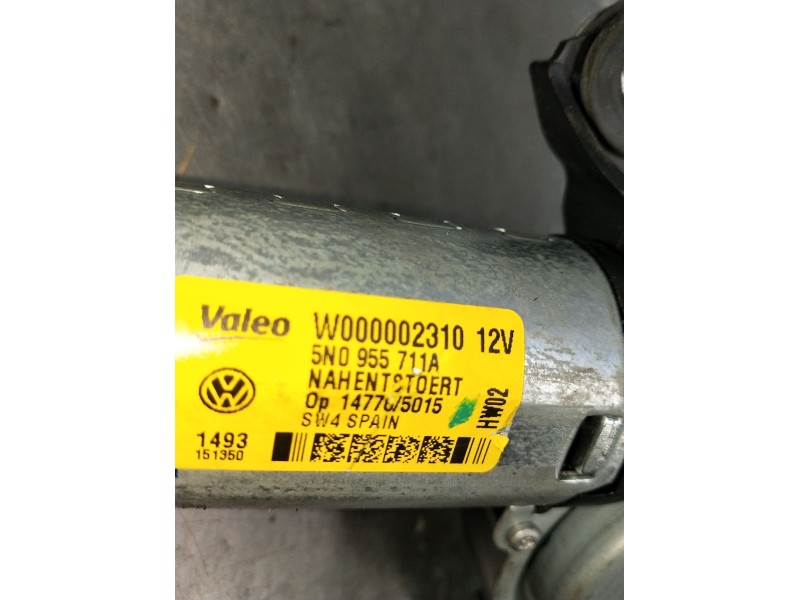 Valeo W000002310 12V
5N0 955 711A
NAHENTSTOERT
Op 14770/5015
SW4 SPAIN
HW02
1493
151350